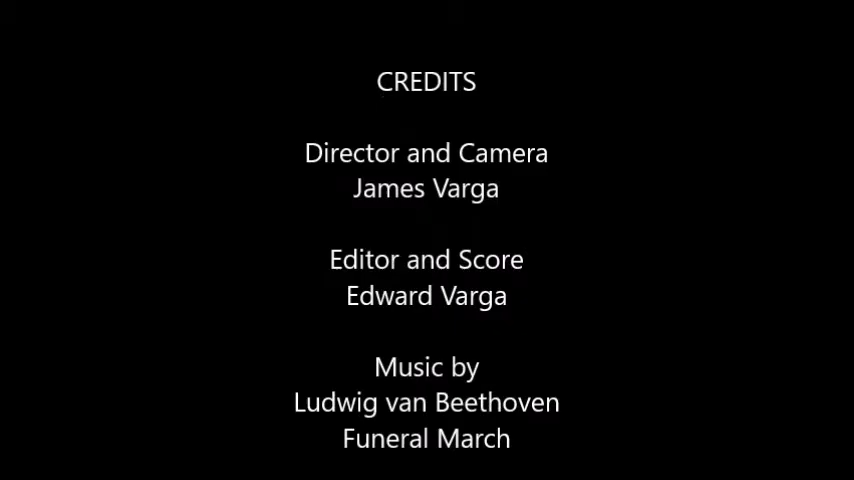 CREDITS
Director and Camera
James Varga
Editor and Score
Edward Varga
Music by
Ludwig van Beethoven
Funeral March